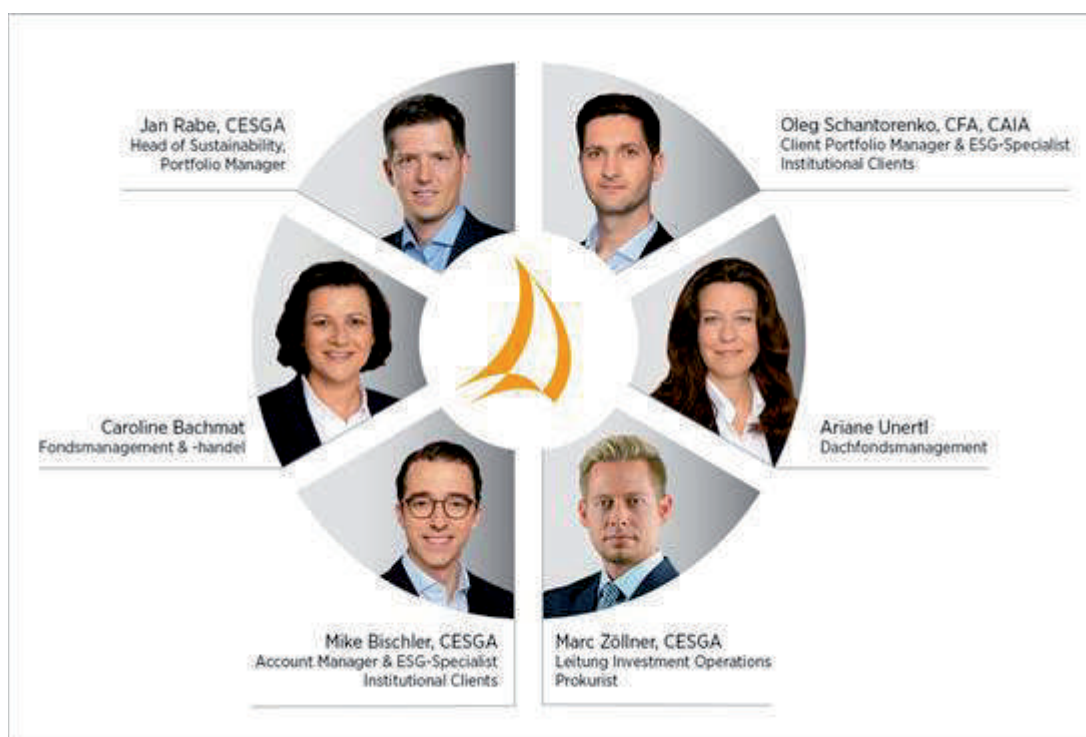 Jan Rabe, CESGA
Head of Sustainability,
Portfolio Manager
Oleg Schantorenko, CFA, CAIA
Client Portfolio Manager & ESG-Specialist
Institutional Clients
Caroline Bachmat
Fondsmanagement & -handel
Ariane Unertl
Dachfondsmanagement
Mike Bischler, CESGA
Account Manager & ESG-Specialist
Institutional Clients
Marc Zöllner, CESGA
Leitung Investment Operations
Prokurist